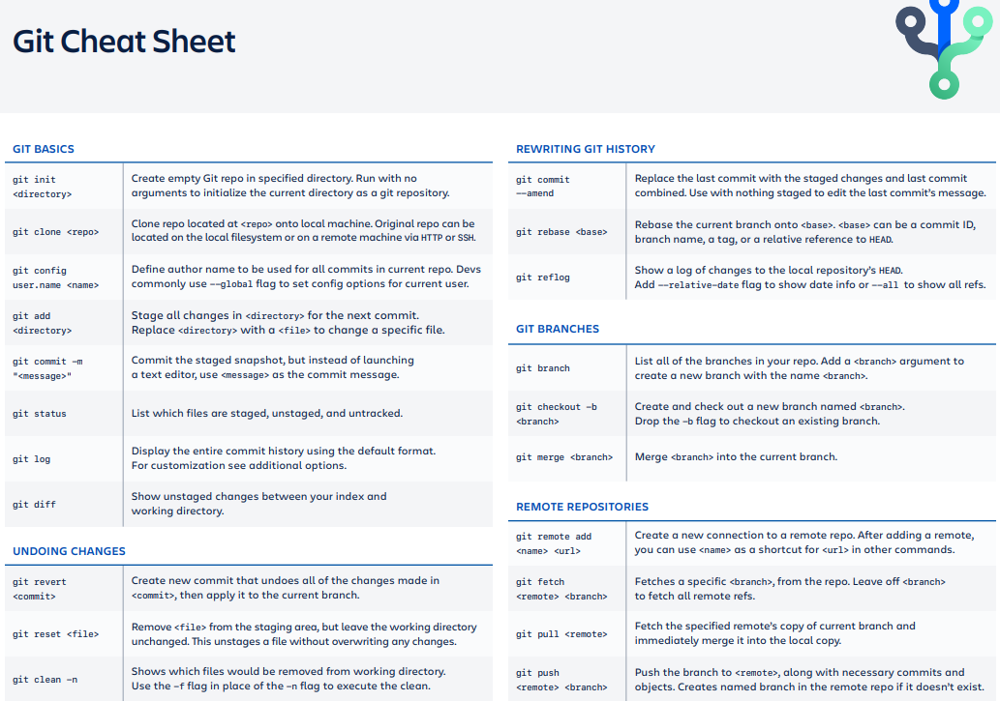 Git Cheat Sheet
GIT BASICS
git init
<directory>
Create empty Git repo in specified directory. Run with no
arguments to initialize the current directory as a git repository.
git clone <repo>
Clone repo located at <repo> onto local machine. Original repo can be
located on the local filesystem or on a remote machine via HTTP or SSH.
git config
user.name <name>
Define author name to be used for all commits in current repo. Devs
commonly use --global flag to set config options for current user.
git add
<directory>
Stage all changes in <directory> for the next commit.
Replace <directory> with a <file> to change a specific file.
git commit -m
"<message>"
Commit the staged snapshot, but instead of launching
a text editor, use <message> as the commit message.
git status
List which files are staged, unstaged, and untracked.
git log
Display the entire commit history using the default format.
For customization see additional options.
git diff
Show unstaged changes between your index and
working directory.
UNDOING CHANGES
git revert
<commit>
Create new commit that undoes all of the changes made in
<commit>, then apply it to the current branch.
git reset <file>
Remove <file> from the staging area, but leave the working directory
unchanged. This unstages a file without overwriting any changes.
git clean -n
Shows which files would be removed from working directory.
Use the -f flag in place of the -n flag to execute the clean.
REWRITING GIT HISTORY
git commit
--amend
Replace the last commit with the staged changes and last commit
combined. Use with nothing staged to edit the last commit's message.
git rebase <base>
Rebase the current branch onto <base>. <base> can be a commit ID,
branch name, a tag, or a relative reference to HEAD.
git reflog
Show a log of changes to the local repository's HEAD.
Add --relative-date flag to show date info or --all to show all refs.
GIT BRANCHES
git branch
List all of the branches in your repo. Add a <branch> argument to
create a new branch with the name <branch>.
git checkout -b
<branch>
Create and check out a new branch named <branch>.
Drop the -b flag to checkout an existing branch.
git merge <branch>
Merge <branch> into the current branch.
REMOTE REPOSITORIES
git remote add
<name> <url>
Create a new connection to a remote repo. After adding a remote,
you can use <name> as a shortcut for <url> in other commands.
git fetch
<remote> <branch>
Fetches a specific <branch>, from the repo. Leave off <branch>
to fetch all remote refs.
git pull <remote>
Fetch the specified remote's copy of current branch and
immediately merge it into the local copy.
git push
<remote> <branch>
Push the branch to <remote>, along with necessary commits and
objects. Creates named branch in the remote repo if it doesn't exist.